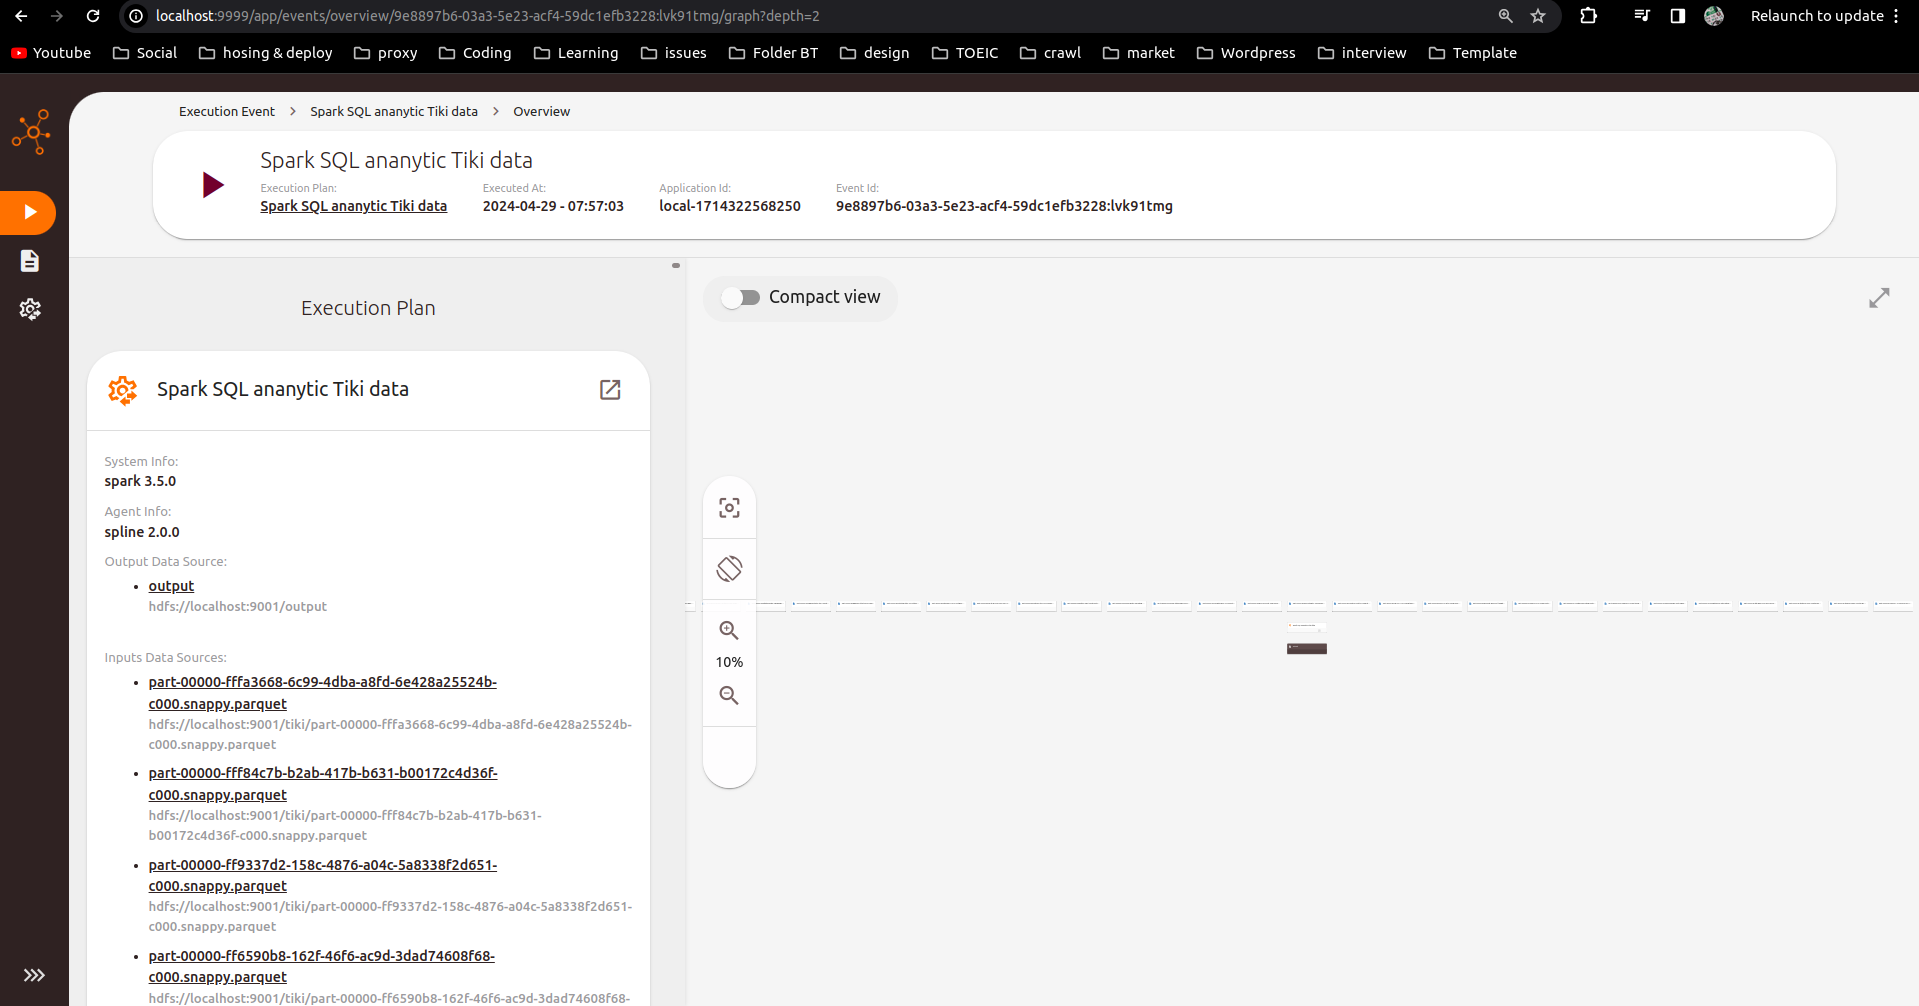 localhost:9999/app/events/overview/9e8897b6-03a3-5e23-acf4-59dc1efb3228:lvk91tmg/graph?depth=2
Relaunch to update
Youtube Social hosing & deploy proxy Coding Learning issues Folder BT design TOEIC crawl market Wordpress interview Template
Execution Event > Spark SQL ananytic Tiki data > Overview
Spark SQL ananytic Tiki data
Execution Plan: Executed At: Application Id: Event Id:
Spark SQL ananytic Tiki data 2024-04-29 - 07:57:03 local-1714322568250 9e8897b6-03a3-5e23-acf4-59dc1efb3228:lvk91tmg
Execution Plan
Compact view
Spark SQL ananytic Tiki data
System Info:
spark 3.5.0
Agent Info:
spline 2.0.0
Output Data Source:
output
hdfs://localhost:9001/output
Inputs Data Sources:
part-00000-fffa3668-6c99-4dba-a8fd-6e428a25524b-
c000.snappy.parquet
hdfs://localhost:9001/tiki/part-00000-fffa3668-6c99-4dba-a8fd-6e428a25524b-
c000.snappy.parquet
part-00000-fff84c7b-b2ab-417b-b631-b00172c4d36f-
c000.snappy.parquet
hdfs://localhost:9001/tiki/part-00000-fff84c7b-b2ab-417b-b631-
b00172c4d36f-c000.snappy.parquet
part-00000-ff9337d2-158c-4876-a04c-5a8338f2d651-
c000.snappy.parquet
hdfs://localhost:9001/tiki/part-00000-ff9337d2-158c-4876-a04c-5a8338f2d651-
c000.snappy.parquet
part-00000-ff6590b8-162f-46f6-ac9d-3dad74608f68-
c000.snappy.parquet
hdfs://localhost:9001/tiki/part-00000-ff6590b8-162f-46f6-ac9d-3dad74608f68-
10%